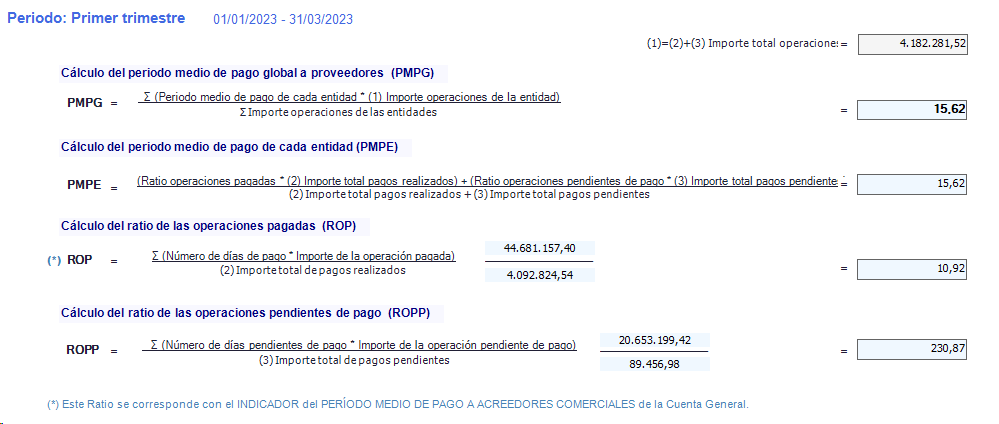 Periodo: Primer trimestre 01/01/2023 - 31/03/2023
(1)=(2)+(3) Importe total operaciones = 4.182.281,52
Cálculo del periodo medio de pago global a proveedores (PMPG)
Σ (Periodo medio de pago de cada entidad * (1) Importe operaciones de la entidad)
PMPG = = 15,62
Σ Importe operaciones de las entidades
Cálculo del periodo medio de pago de cada entidad (PMPE)
(Ratio operaciones pagadas * (2) Importe total pagos realizados) + (Ratio operaciones pendientes de pago * (3) Importe total pagos pendiente
PMPE = = 15,62
(2) Importe total pagos realizados + (3) Importe total pagos pendientes
Cálculo del ratio de las operaciones pagadas (ROP)
Σ (Número de días de pago * Importe de la operación pagada) 44.681.157,40
(*) ROP = = 10,92
(2) Importe total de pagos realizados 4.092.824,54
Cálculo del ratio de las operaciones pendientes de pago (ROPP)
Σ (Número de días pendientes de pago * Importe de la operación pendiente de pago) 20.653.199,42
ROPP = = 230,87
(3) Importe total de pagos pendientes 89.456,98
(*) Este Ratio se corresponde con el INDICADOR del PERÍODO MEDIO DE PAGO A ACREEDORES COMERCIALES de la Cuenta General.